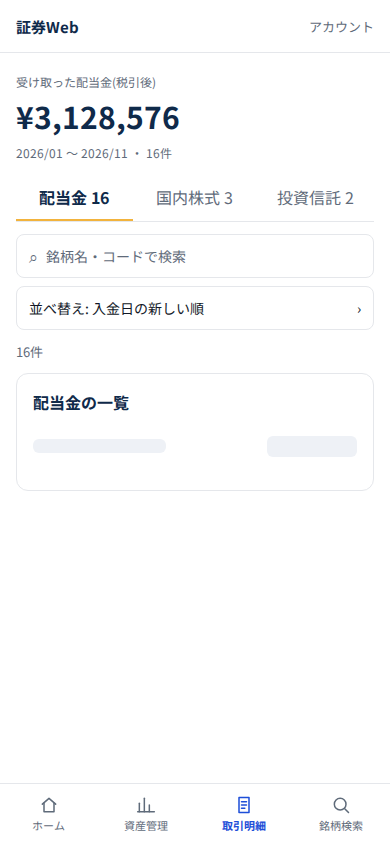 証券Web
アカウント
受け取った配当金(税引後)
¥3,128,576
2026/01 〜 2026/11 ・ 16件
配当金 16
国内株式 3
投資信託 2
銘柄名・コードで検索
並べ替え: 入金日の新しい順
16件
配当金の一覧
ホーム
資産管理
取引明細
銘柄検索